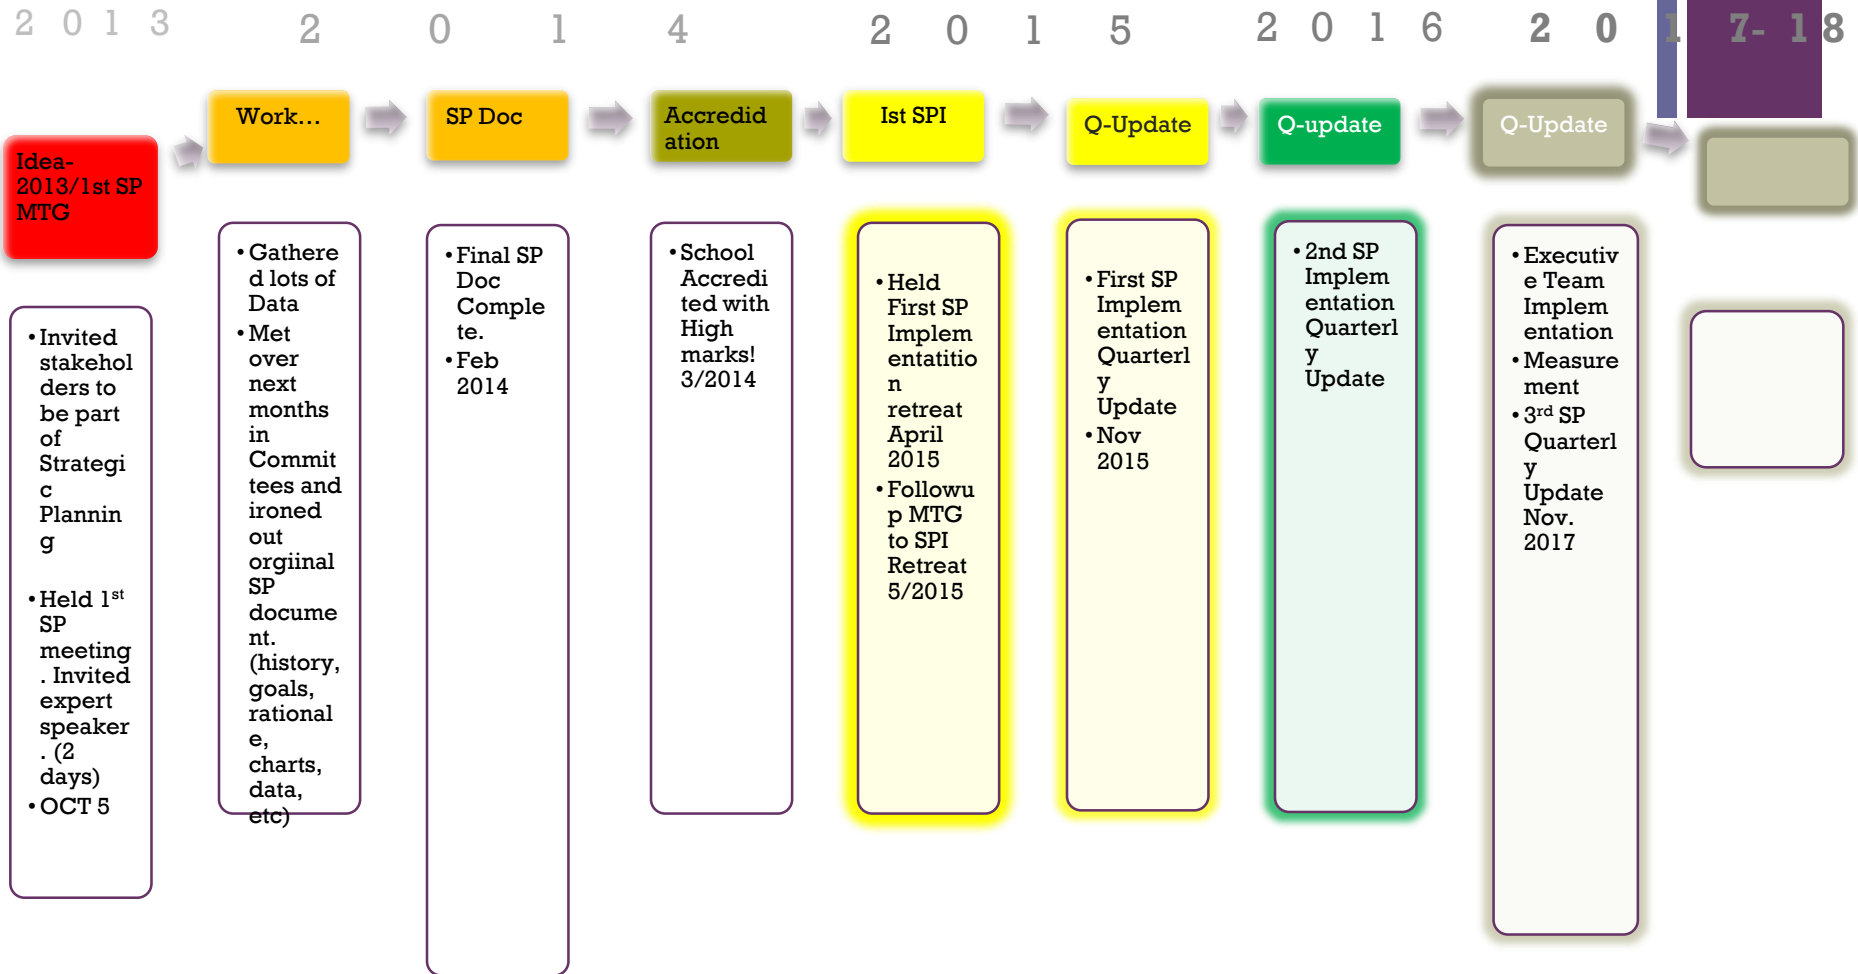 2 0 1 3 2 0 1 4 2 0 1 5 2 0 1 6 2 0 1 7- 1 8
Idea-
2013/1st SP
MTG
• Invited
stakehol
ders to
be part
of
Strategi
c
Plannin
g
• Held 1st
SP
meeting
. Invited
expert
speaker
. (2
days)
• OCT 5
Work...
• Gathere
d lots of
Data
• Met
over
next
months
in
Commit
tees and
ironed
out
orgiinal
SP
docume
nt.
(history,
goals,
rational
e,
charts,
data,
etc)
SP Doc
• Final SP
Doc
Comple
te.
• Feb
2014
Accredid
ation
• School
Accredi
ted with
High
marks!
3/2014
Ist SPI
• Held
First SP
Implem
entatitio
n
retreat
April
2015
• Followu
p MTG
to SPI
Retreat
5/2015
Q-Update
• First SP
Implem
entation
Quarterl
y
Update
• Nov
2015
Q-update
• 2nd SP
Implem
entation
Quarterl
y
Update
Q-Update
• Executiv
e Team
Implem
entation
• Measure
ment
• 3rd SP
Quarterl
y
Update
Nov.
2017